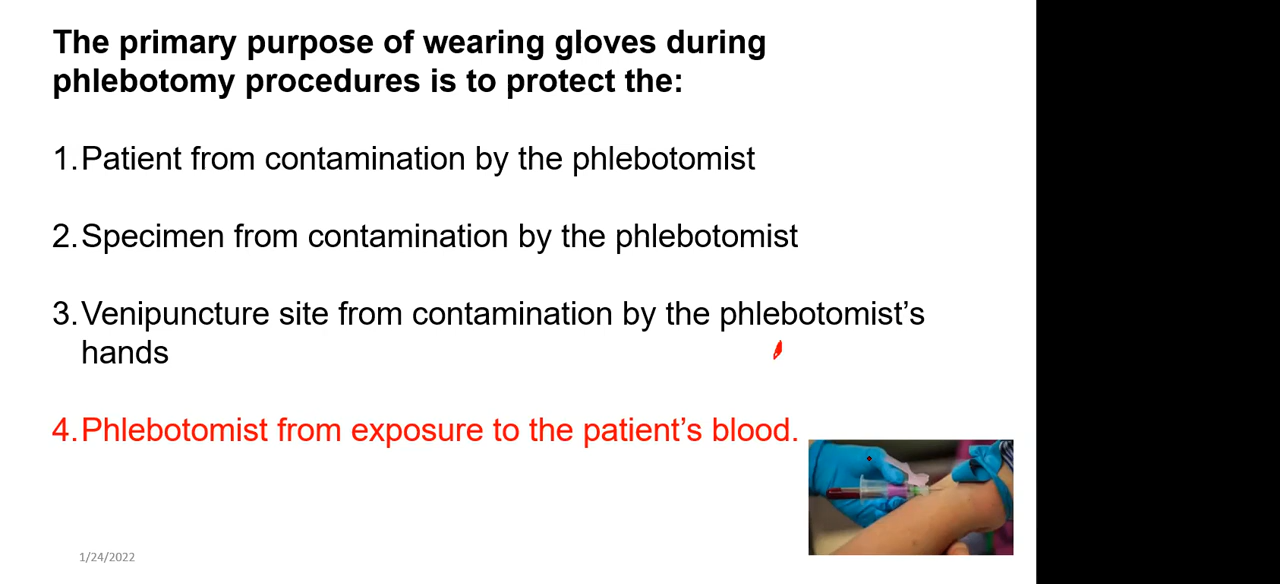 The primary purpose of wearing gloves during
phlebotomy procedures is to protect the:
1. Patient from contamination by the phlebotomist
2. Specimen from contamination by the phlebotomist
3. Venipuncture site from contamination by the phlebotomist’s
hands
4. Phlebotomist from exposure to the patient’s blood.
1/24/2022